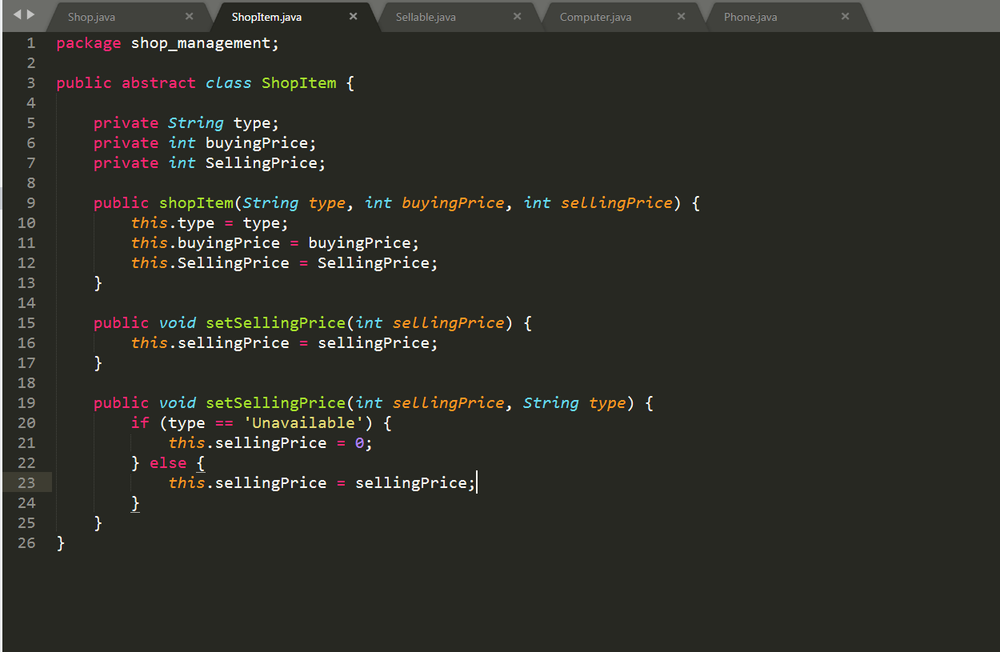 Shop.java × ShopItem.java × Sellable.java × Computer.java × Phone.java ×
1 package shop_management;
2
3 public abstract class ShopItem {
4
5     private String type;
6     private int buyingPrice;
7     private int SellingPrice;
8
9     public shopItem(String type, int buyingPrice, int sellingPrice) {
10         this.type = type;
11         this.buyingPrice = buyingPrice;
12         this.SellingPrice = SellingPrice;
13     }
14
15     public void setSellingPrice(int sellingPrice) {
16         this.sellingPrice = sellingPrice;
17     }
18
19     public void setSellingPrice(int sellingPrice, String type) {
20         if (type == 'Unavailable') {
21             this.sellingPrice = 0;
22         } else {
23             this.sellingPrice = sellingPrice;
24         }
25     }
26 }